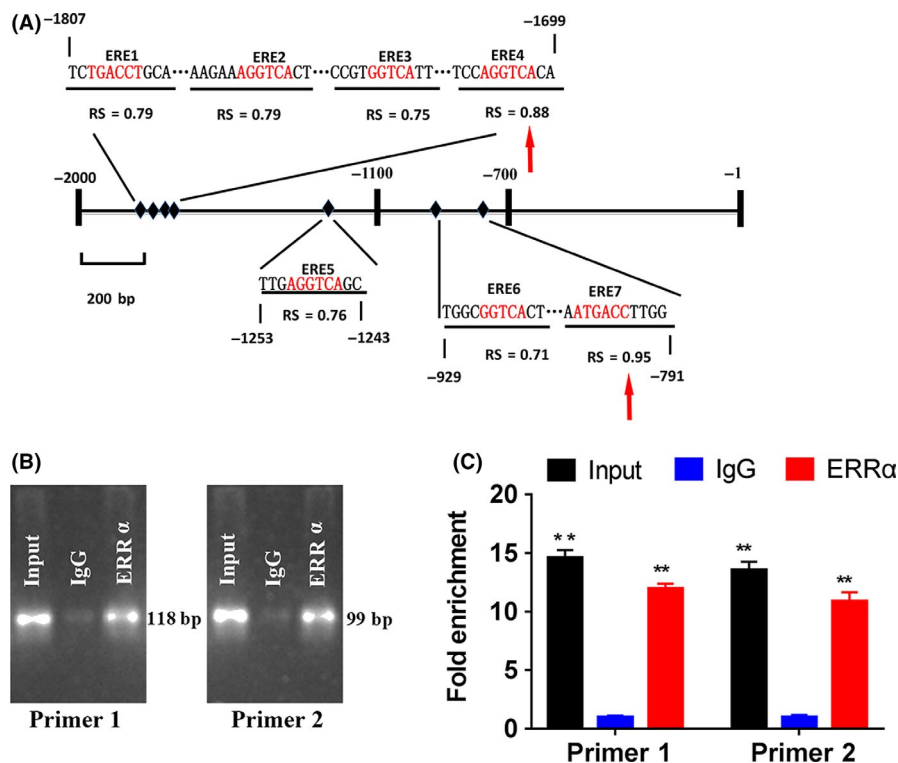 (A)
−1807
−1699
ERE1 ERE2 ERE3 ERE4
TCTGACCTGCA···AAGAAAGGTCACT···CCGTGGTCATT···TCCAGGTCACA
RS = 0.79 RS = 0.79 RS = 0.75 RS = 0.88
−2000 −1100 −700 −1
200 bp
ERE5
TTGAGGTCAGC
RS = 0.76
−1253 −1243
ERE6 ERE7
TGGCGGTCACT···AATGACCTTGG
RS = 0.71 RS = 0.95
−929 −791
(B)
Input IgG ERR α
118 bp
Primer 1
Input IgG ERR α
99 bp
Primer 2
(C)
Input IgG ERRα
Fold enrichment
20
15
10
5
0
** ** ** **
Primer 1 Primer 2